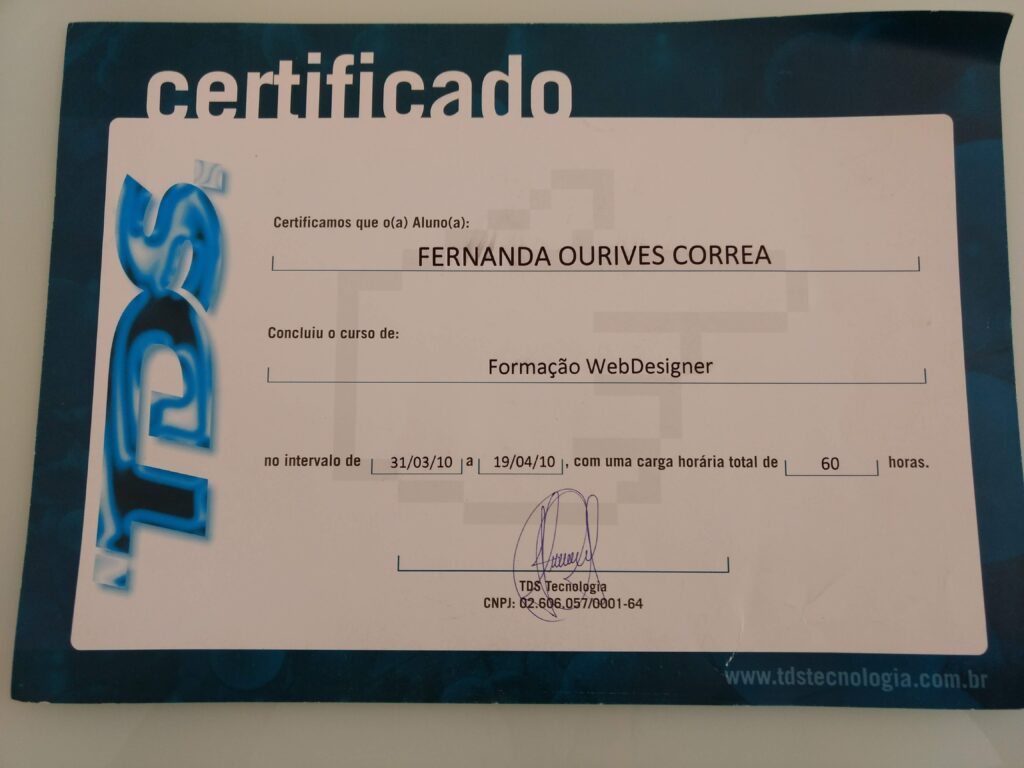 certificado
TDS
Certificamos que o(a) Aluno(a):
FERNANDA OURIVES CORREA
Concluiu o curso de:
Formação WebDesigner
no intervalo de 31/03/10 a 19/04/10, com uma carga horária total de 60 horas.
TDS Tecnologia
CNPJ: 02.606.057/0001-64
www.tdstecnologia.com.br